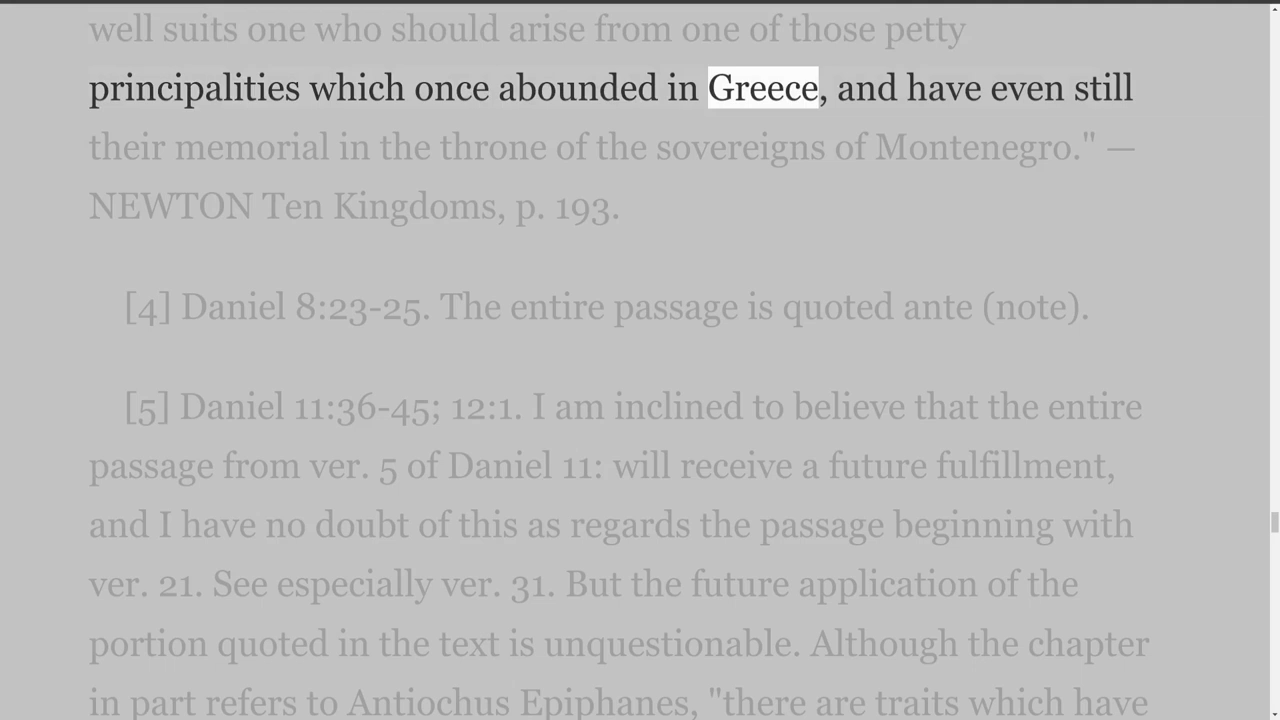 well suits one who should arise from one of those petty
principalities which once abounded in Greece, and have even still
their memorial in the throne of the sovereigns of Montenegro." —
NEWTON Ten Kingdoms, p. 193.
[4] Daniel 8:23-25. The entire passage is quoted ante (note).
[5] Daniel 11:36-45; 12:1. I am inclined to believe that the entire
passage from ver. 5 of Daniel 11: will receive a future fulfillment,
and I have no doubt of this as regards the passage beginning with
ver. 21. See especially ver. 31. But the future application of the
portion quoted in the text is unquestionable. Although the chapter
in part refers to Antiochus Epiphanes, "there are traits which have